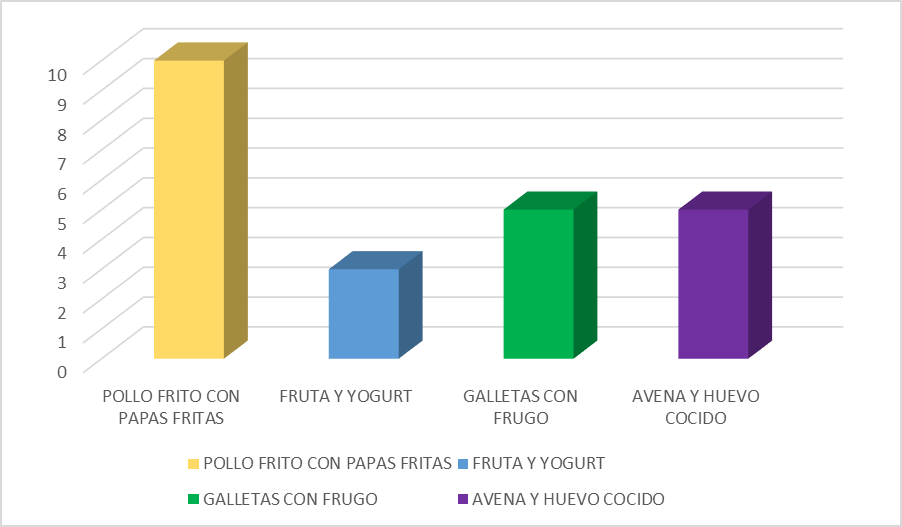 10
9
8
7
6
5
4
3
2
1
0
POLLO FRITO CON
PAPAS FRITAS
FRUTA Y YOGURT
GALLETAS CON
FRUGO
AVENA Y HUEVO
COCIDO
POLLO FRITO CON PAPAS FRITAS
FRUTA Y YOGURT
GALLETAS CON FRUGO
AVENA Y HUEVO COCIDO